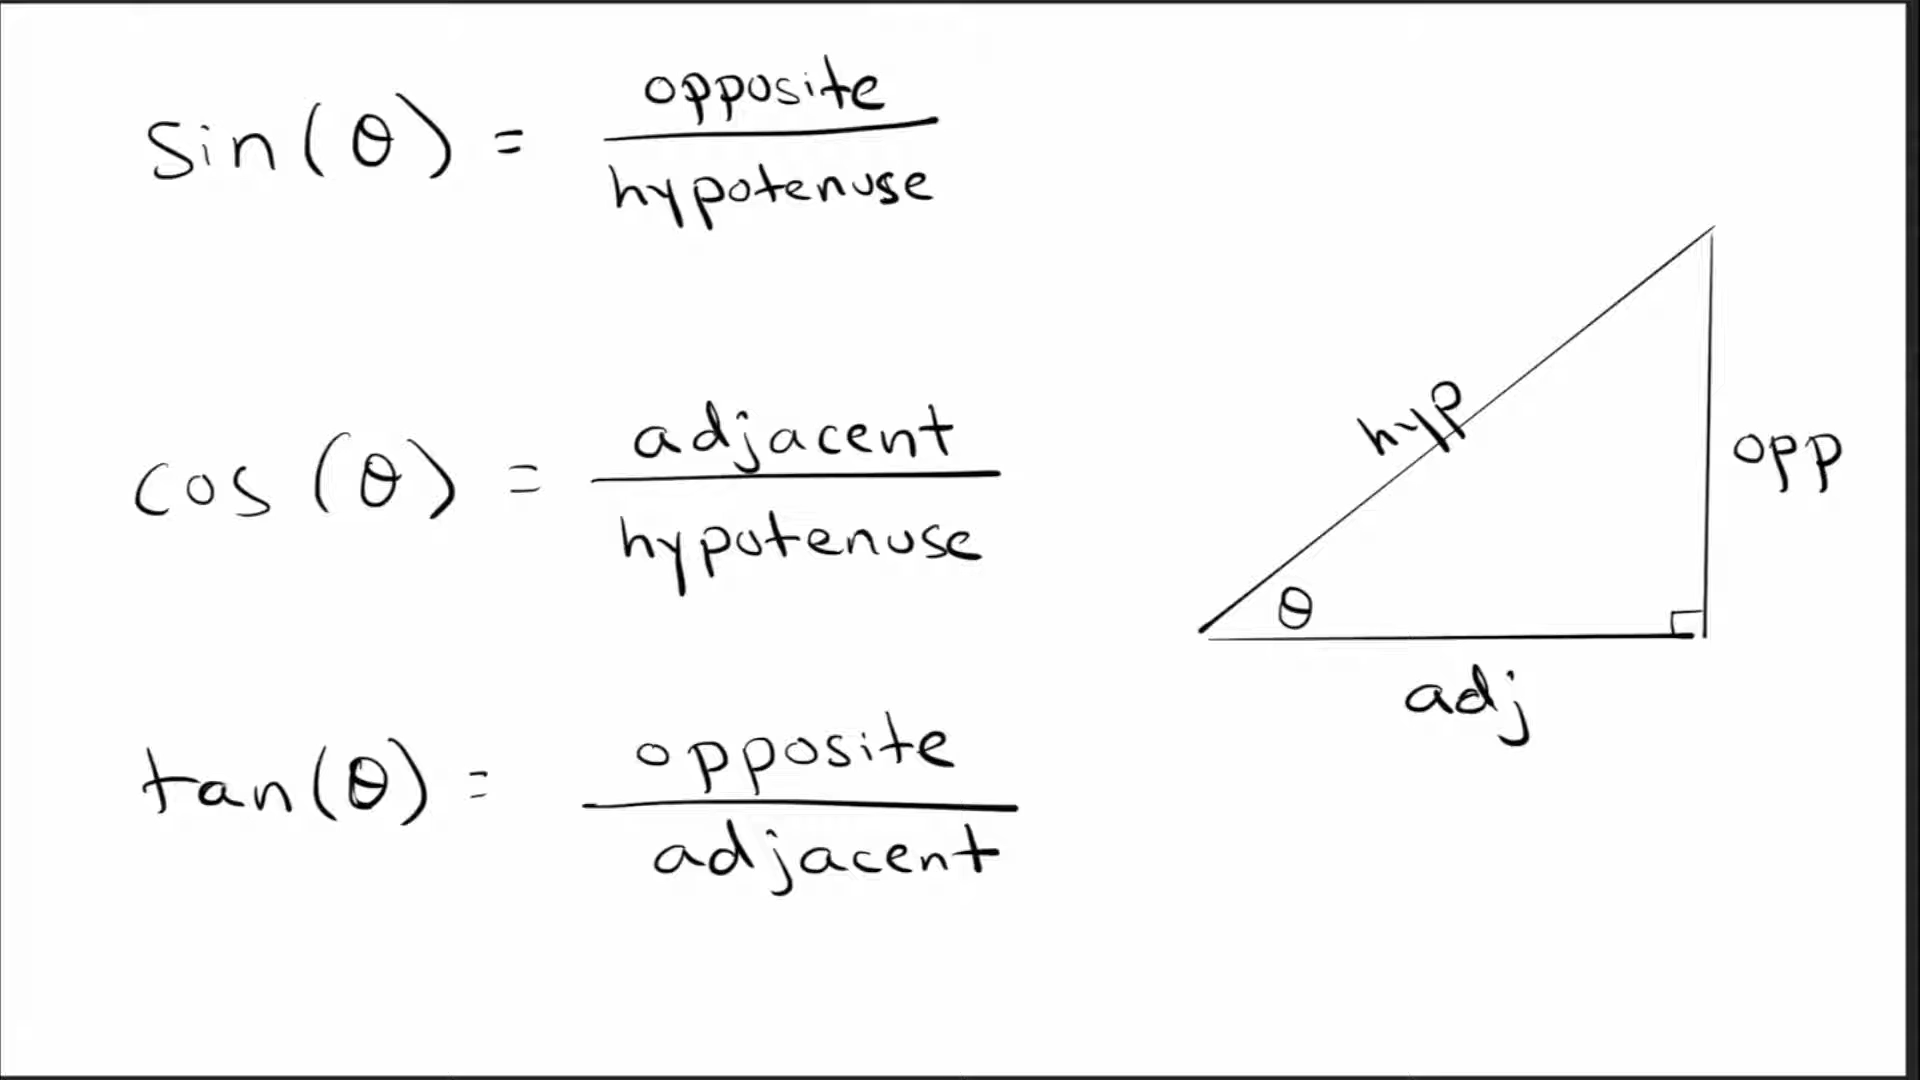 sin(θ) = opposite / hypotenuse
cos(θ) = adjacent / hypotenuse
tan(θ) = opposite / adjacent
hyp
opp
θ
adj